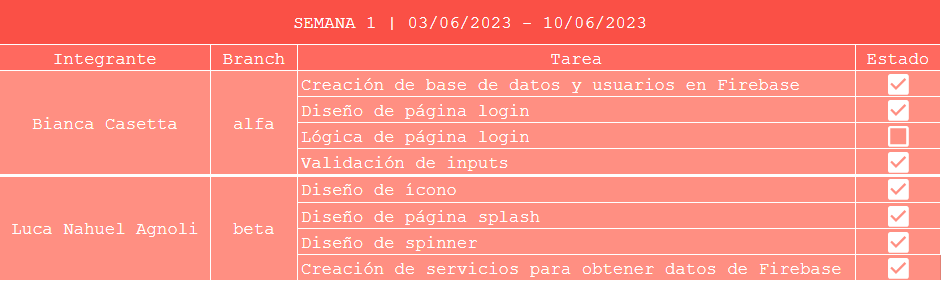 SEMANA 1 | 03/06/2023 - 10/06/2023
Integrante Branch Tarea Estado
Bianca Casetta alfa
Creación de base de datos y usuarios en Firebase
Diseño de página login
Lógica de página login
Validación de inputs
Luca Nahuel Agnoli beta
Diseño de ícono
Diseño de página splash
Diseño de spinner
Creación de servicios para obtener datos de Firebase